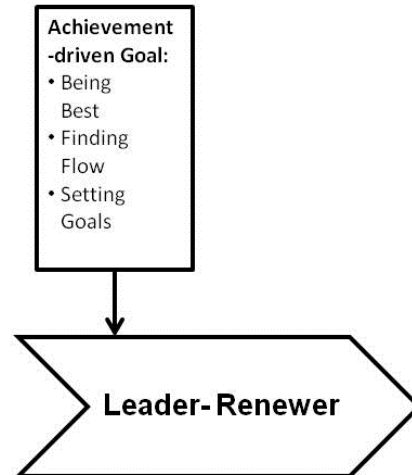 Achievement
-driven Goal:
• Being
Best
• Finding
Flow
• Setting
Goals
Leader-Renewer